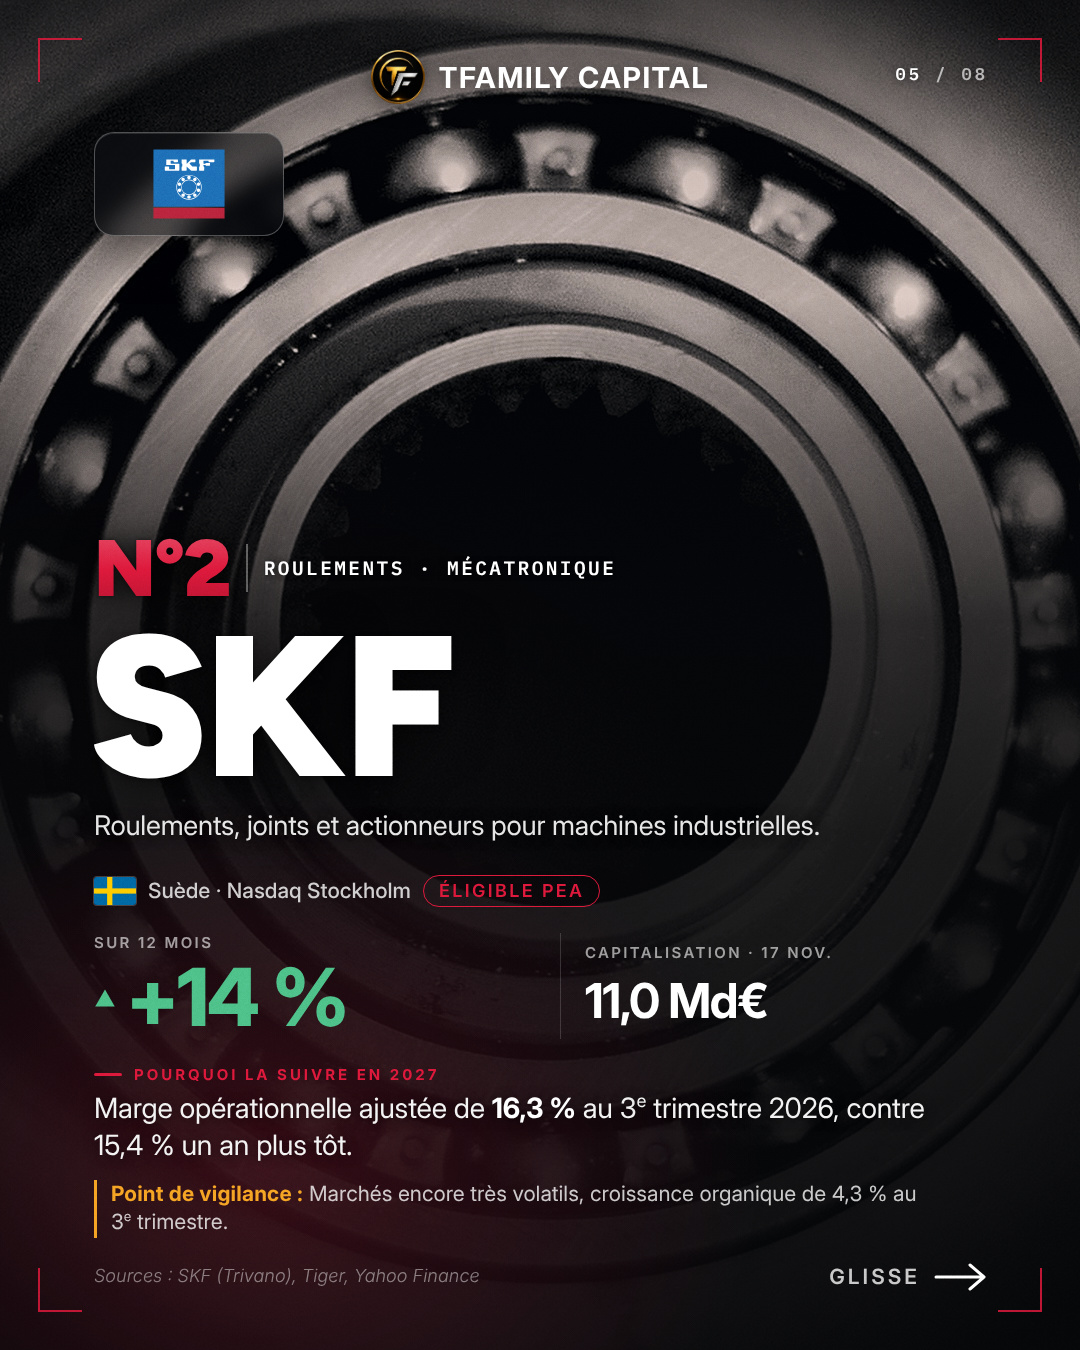 TF TFAMILY CAPITAL
05 / 08
SKF
N°2
ROULEMENTS · MÉCATRONIQUE
SKF
Roulements, joints et actionneurs pour machines industrielles.
Suède · Nasdaq Stockholm ÉLIGIBLE PEA
SUR 12 MOIS
▲ +14 %
CAPITALISATION · 17 NOV.
11,0 Md€
POURQUOI LA SUIVRE EN 2027
Marge opérationnelle ajustée de 16,3 % au 3e trimestre 2026, contre
15,4 % un an plus tôt.
Point de vigilance : Marchés encore très volatils, croissance organique de 4,3 % au
3e trimestre.
Sources : SKF (Trivano), Tiger, Yahoo Finance
GLISSE →